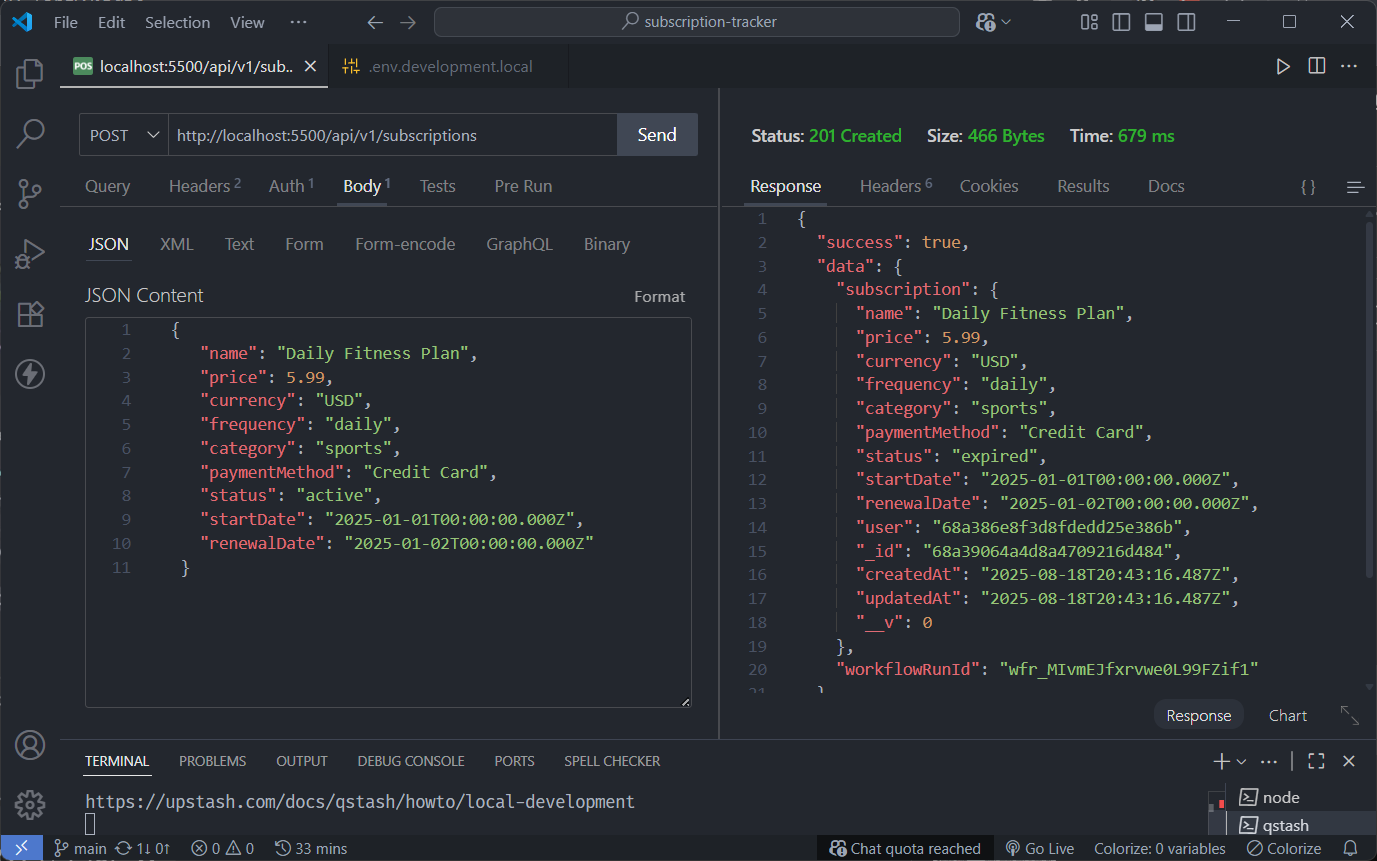 File Edit Selection View ··· subscription-tracker
POS localhost:5500/api/v1/sub.. .env.development.local
POST http://localhost:5500/api/v1/subscriptions Send
Query Headers 2 Auth 1 Body 1 Tests Pre Run
JSON XML Text Form Form-encode GraphQL Binary
JSON Content Format
1 {
2 "name": "Daily Fitness Plan",
3 "price": 5.99,
4 "currency": "USD",
5 "frequency": "daily",
6 "category": "sports",
7 "paymentMethod": "Credit Card",
8 "status": "active",
9 "startDate": "2025-01-01T00:00:00.000Z",
10 "renewalDate": "2025-01-02T00:00:00.000Z"
11 }
Status: 201 Created Size: 466 Bytes Time: 679 ms
Response Headers 6 Cookies Results Docs {}
1 {
2 "success": true,
3 "data": {
4 "subscription": {
5 "name": "Daily Fitness Plan",
6 "price": 5.99,
7 "currency": "USD",
8 "frequency": "daily",
9 "category": "sports",
10 "paymentMethod": "Credit Card",
11 "status": "expired",
12 "startDate": "2025-01-01T00:00:00.000Z",
13 "renewalDate": "2025-01-02T00:00:00.000Z",
14 "user": "68a386e8f3d8fdedd25e386b",
15 "_id": "68a39064a4d8a4709216d484",
16 "createdAt": "2025-08-18T20:43:16.487Z",
17 "updatedAt": "2025-08-18T20:43:16.487Z",
18 "__v": 0
19 },
20 "workflowRunId": "wfr_MIvmEJfxrvwe0L99FZif1"
21 }
Response Chart
TERMINAL PROBLEMS OUTPUT DEBUG CONSOLE PORTS SPELL CHECKER
https://upstash.com/docs/qstash/howto/local-development
node
qstash
main 1↓ 0↑ 0 0 33 mins Chat quota reached Go Live Colorize: 0 variables Colorize